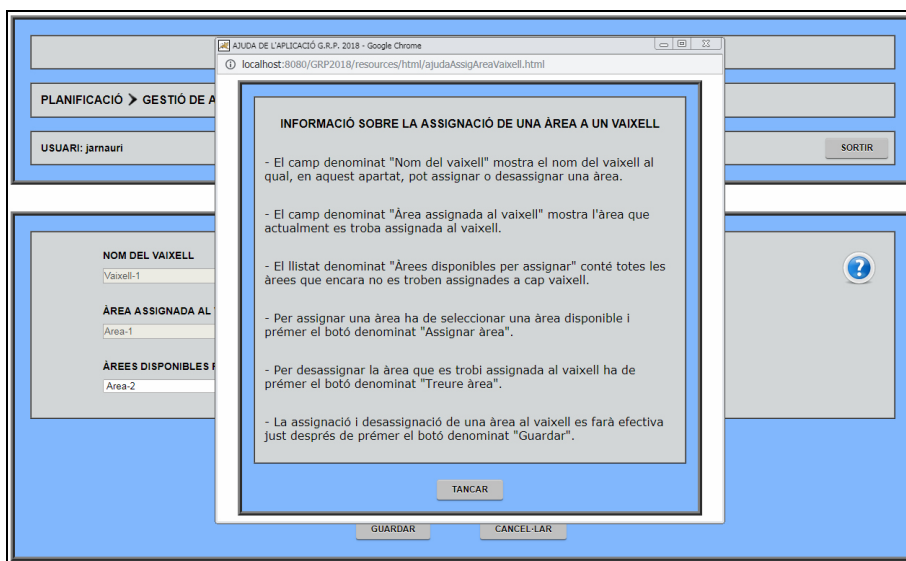 AJUDA DE L'APLICACIÓ G.R.P. 2018 - Google Chrome
localhost:8080/GRP2018/resources/html/ajudaAssigAreaVaixell.html
PLANIFICACIÓ > GESTIÓ DE A
USUARI: jarnauri
SORTIR
INFORMACIÓ SOBRE LA ASSIGNACIÓ DE UNA ÀREA A UN VAIXELL
- El camp denominat "Nom del vaixell" mostra el nom del vaixell al
qual, en aquest apartat, pot assignar o desassignar una àrea.
- El camp denominat "Àrea assignada al vaixell" mostra l'àrea que
actualment es troba assignada al vaixell.
- El llistat denominat "Àrees disponibles per assignar" conté totes les
àrees que encara no es troben assignades a cap vaixell.
- Per assignar una àrea ha de seleccionar una àrea disponible i
prémer el botó denominat "Assignar àrea".
- Per desassignar la àrea que es trobi assignada al vaixell ha de
prémer el botó denominat "Treure àrea".
- La assignació i desassignació de una àrea al vaixell es farà efectiva
just després de prémer el botó denominat "Guardar".
TANCAR
NOM DEL VAIXELL
Vaixell-1
ÀREA ASSIGNADA AL
Area-1
ÀREES DISPONIBLES
Area-2
?
GUARDAR
CANCEL·LAR